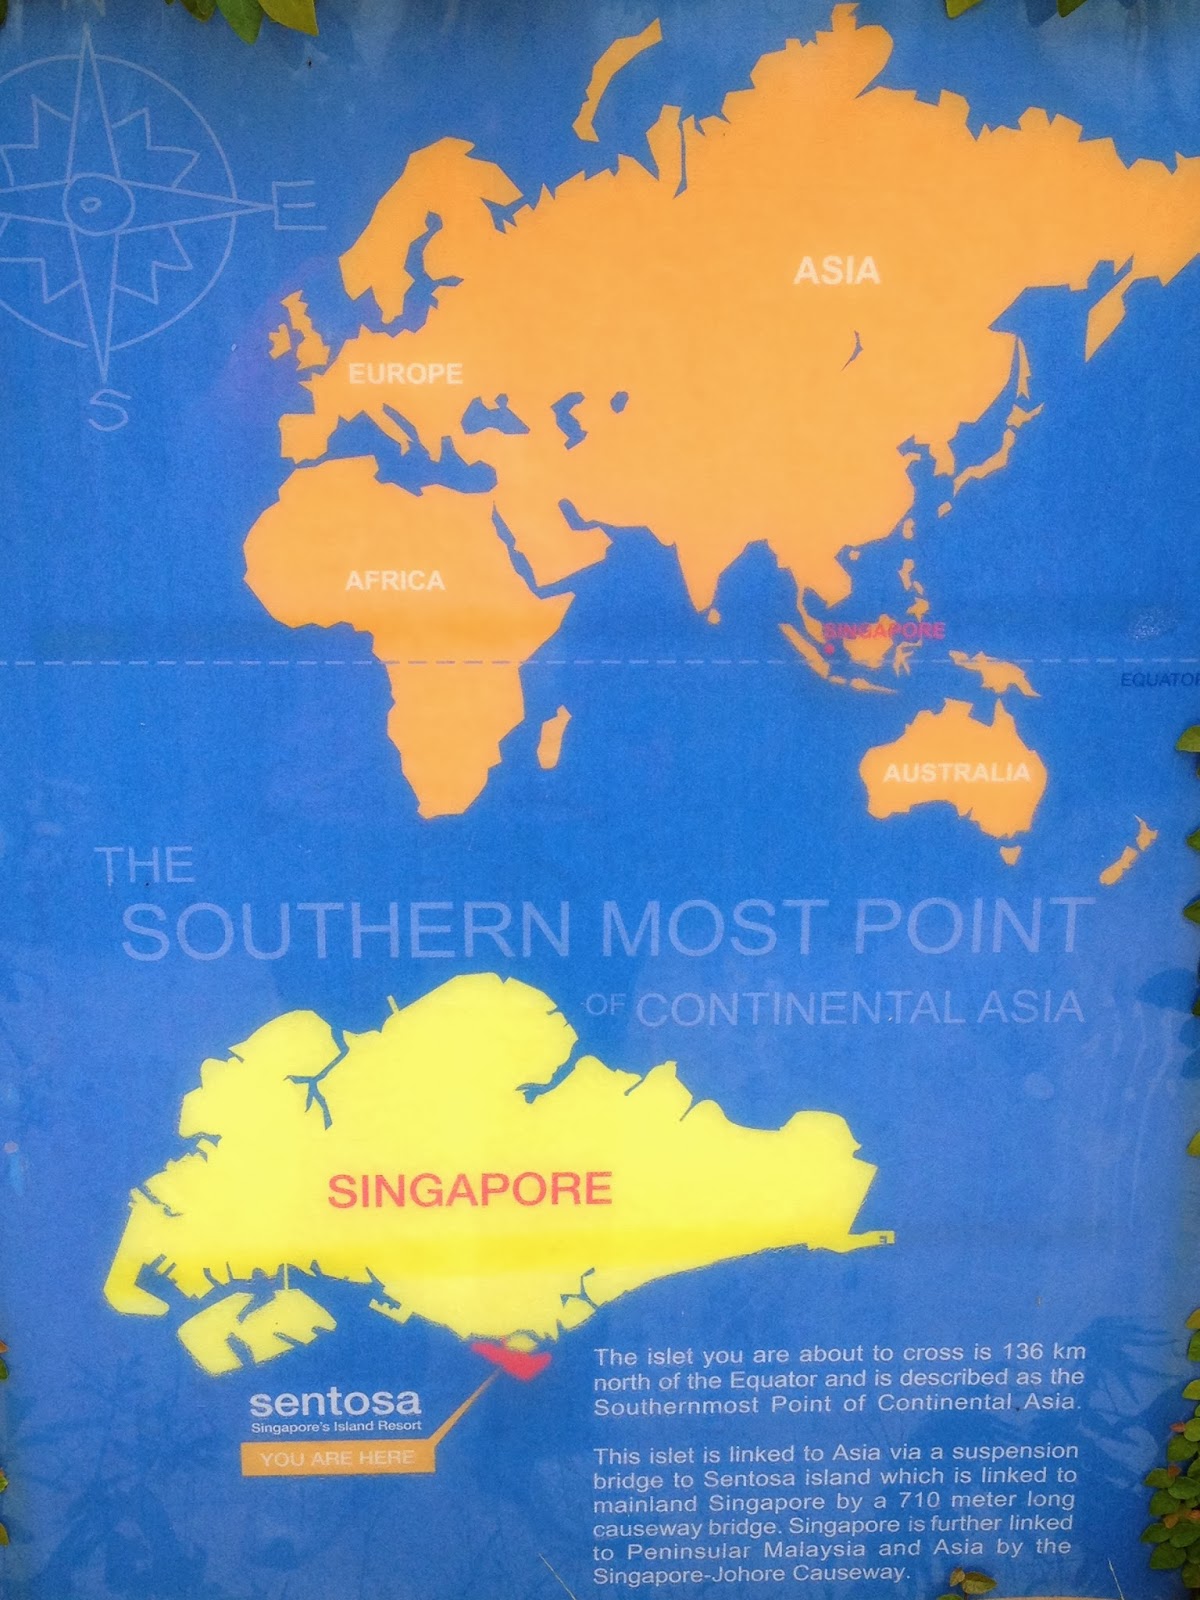 E
S
ASIA
EUROPE
AFRICA
SINGAPORE
EQUATOR
AUSTRALIA
THE
SOUTHERN MOST POINT
OF CONTINENTAL ASIA
SINGAPORE
sentosa
Singapore's Island Resort
YOU ARE HERE
The islet you are about to cross is 136 km
north of the Equator and is described as the
Southernmost Point of Continental Asia.
This islet is linked to Asia via a suspension
bridge to Sentosa island which is linked to
mainland Singapore by a 710 meter long
causeway bridge. Singapore is further linked
to Peninsular Malaysia and Asia by the
Singapore-Johore Causeway.